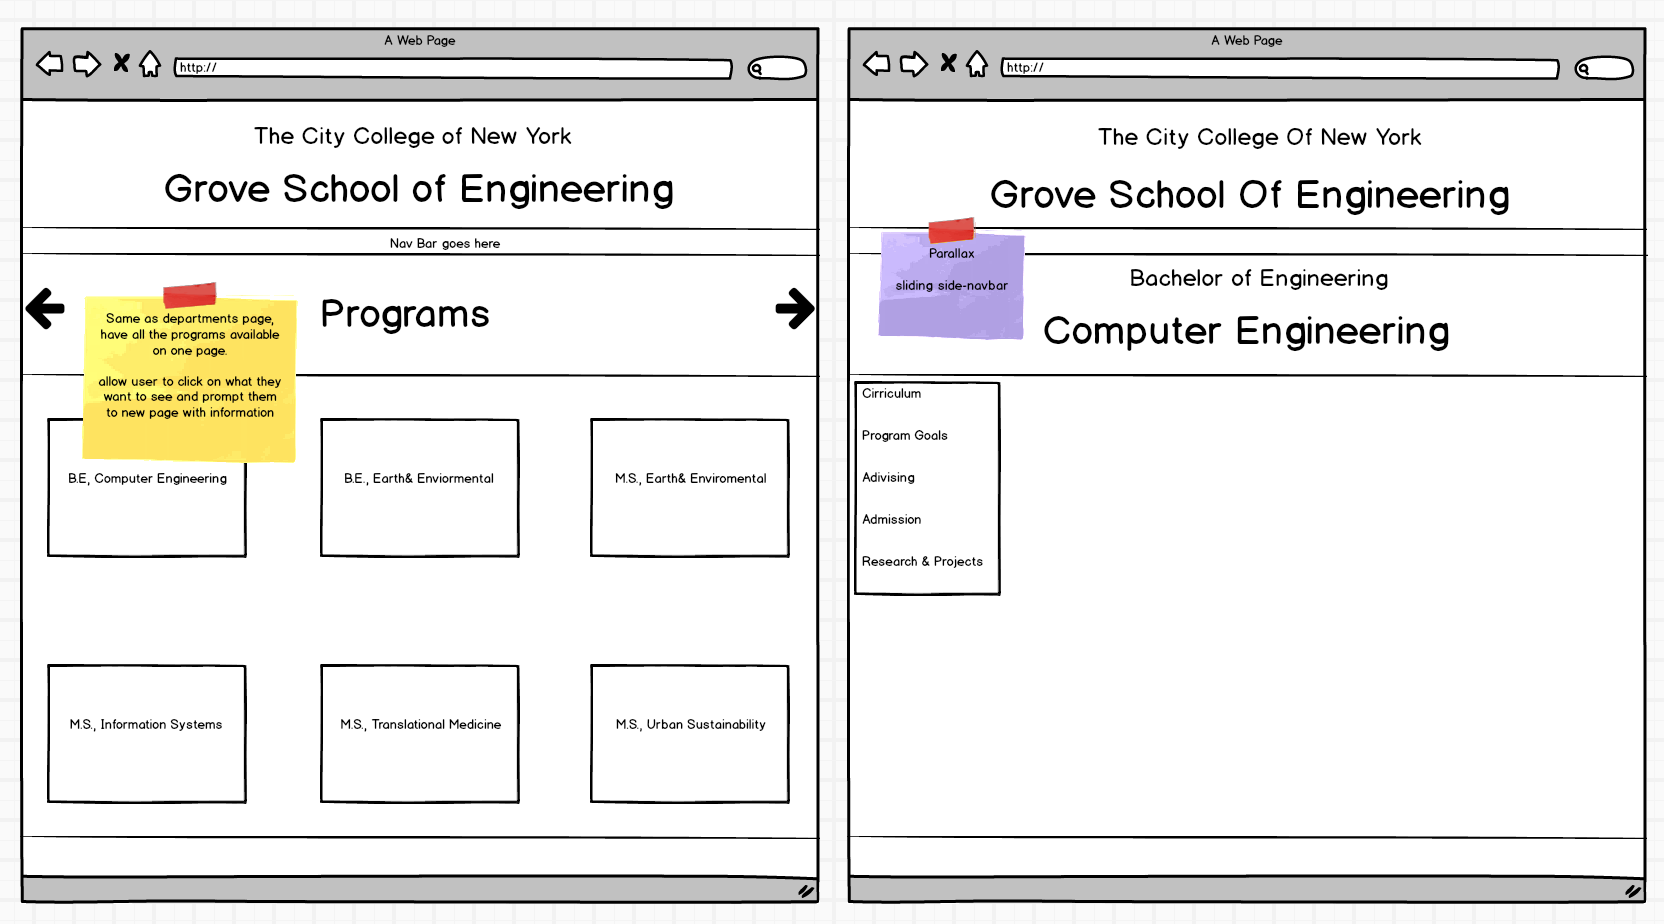 A Web Page
http://
The City College of New York
Grove School of Engineering
Nav Bar goes here
Programs
Same as departments page,
have all the programs available
on one page.
allow user to click on what they
want to see and prompt them
to new page with information
B.E, Computer Engineering
B.E., Earth& Enviormental
M.S., Earth& Enviromental
M.S., Information Systems
M.S., Translational Medicine
M.S., Urban Sustainability
A Web Page
http://
The City College Of New York
Grove School Of Engineering
Parallax
sliding side-navbar
Bachelor of Engineering
Computer Engineering
Cirriculum
Program Goals
Adivising
Admission
Research & Projects